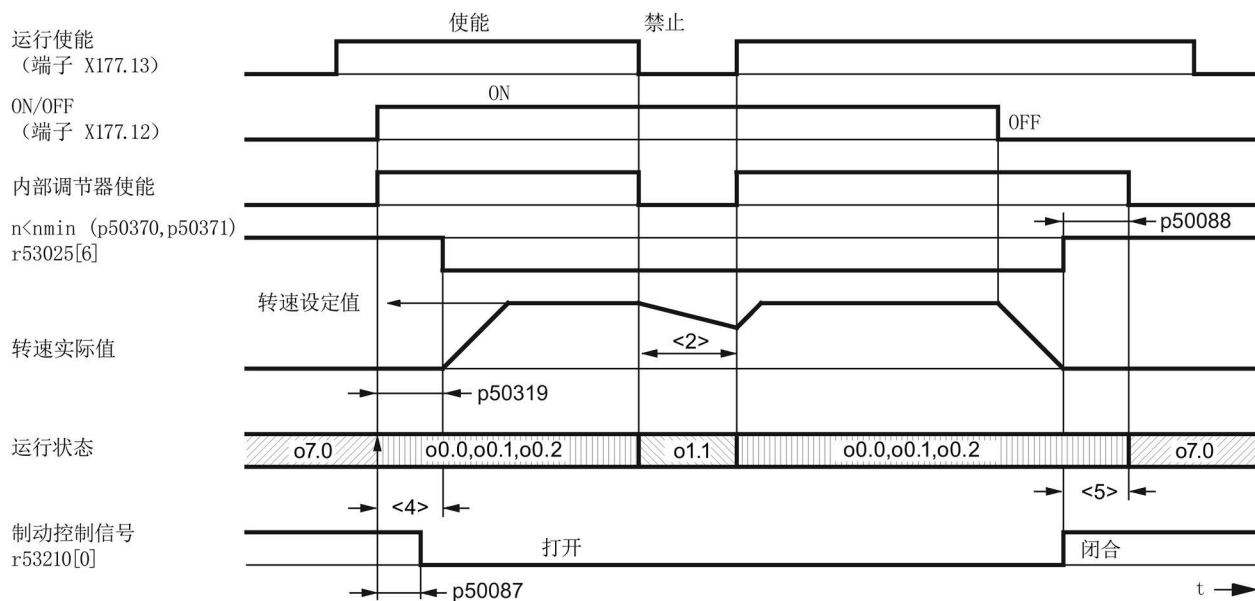 使能 禁止
运行使能
（端子 X177.13）
ON/OFF
（端子 X177.12）
ON
OFF
内部调节器使能
n<nmin (p50370,p50371)
r53025[6]
p50088
转速设定值
转速实际值
<2>
p50319
运行状态
o7.0 o0.0,o0.1,o0.2 o1.1 o0.0,o0.1,o0.2 o7.0
<4> <5>
制动控制信号
r53210[0]
打开 闭合
p50087
t